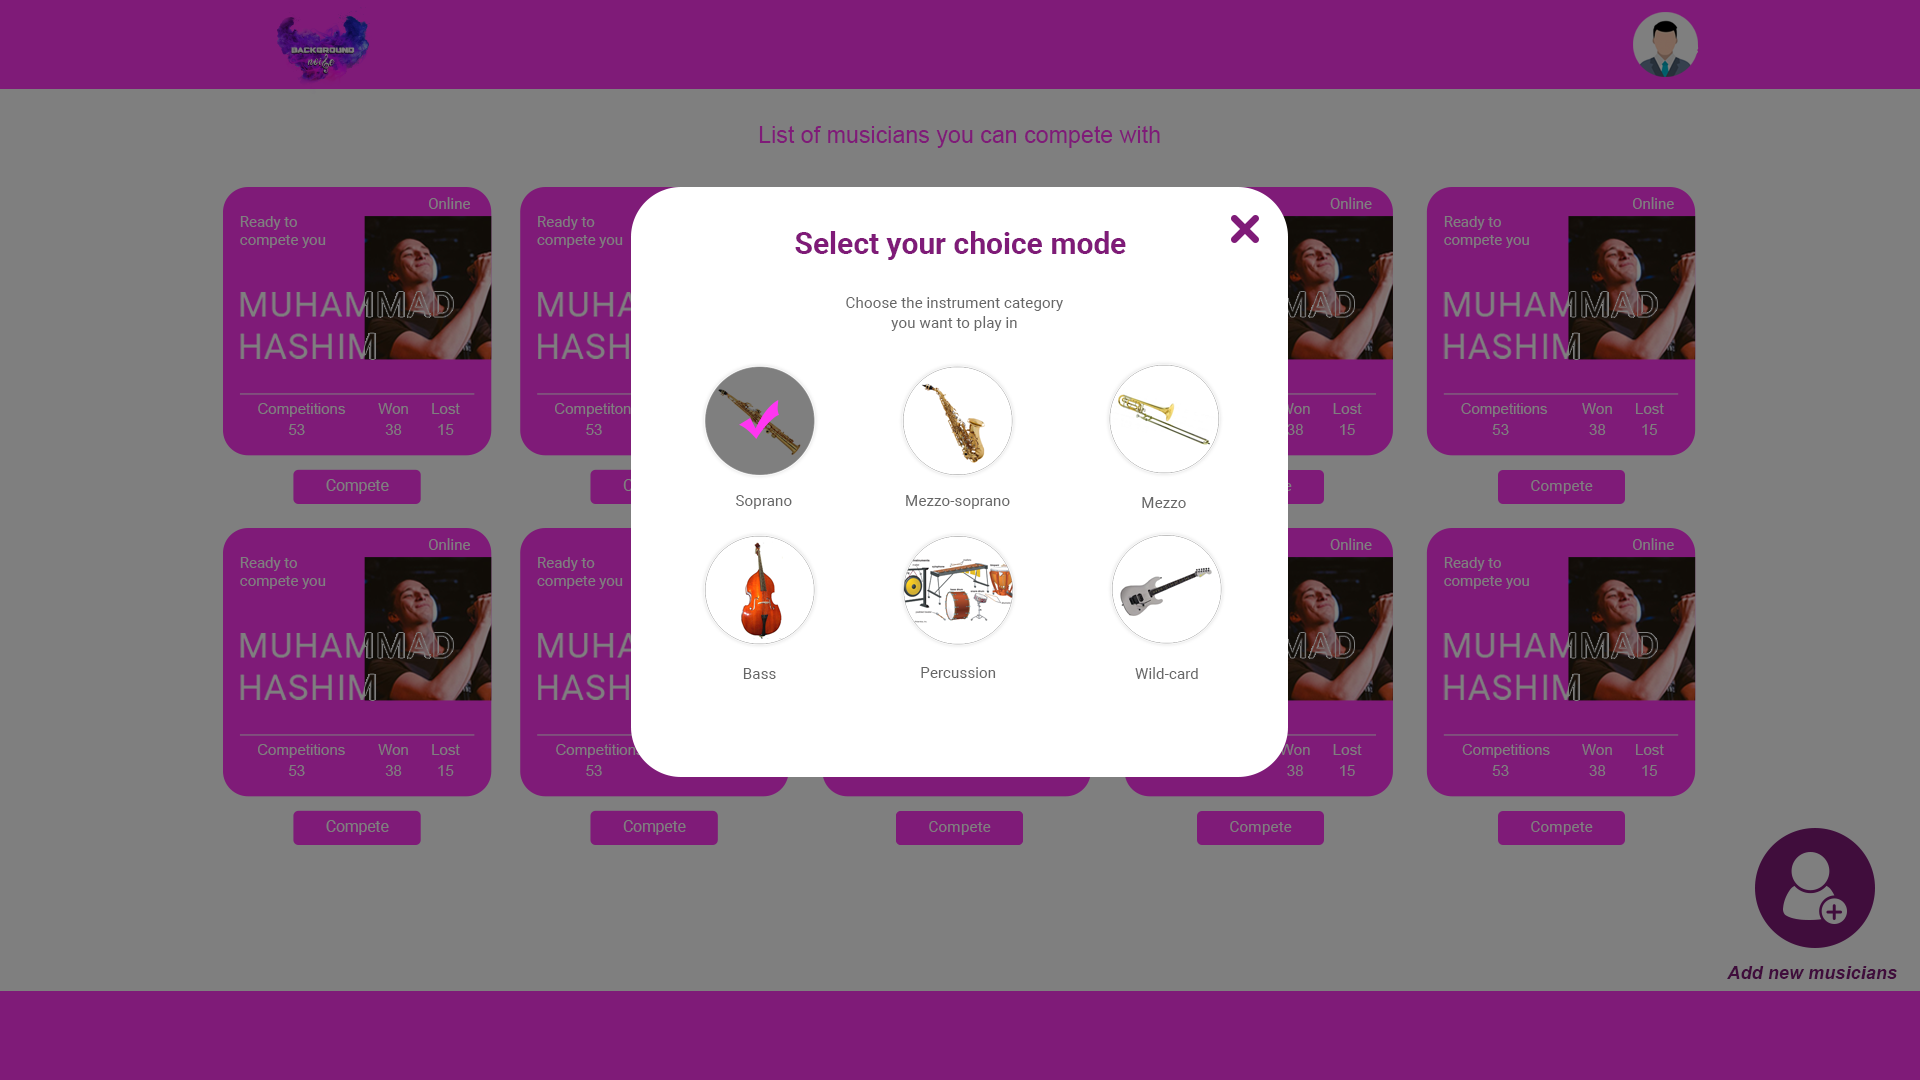 BACKGROUND
noise
List of musicians you can compete with
Online
Ready to
compete you
MUHAMMAD
HASHIM
Competitions Won Lost
53 38 15
Compete
Ready to
compete you
MUHA
HASH
Competiton
53
C
Select your choice mode
Choose the instrument category
you want to play in
Soprano
Mezzo-soprano
Mezzo
Bass
Percussion
Wild-card
Online
MAD
Won Lost
38 15
e
Online
Ready to
compete you
MUHAMMAD
HASHIM
Competitions Won Lost
53 38 15
Compete
Online
Ready to
compete you
MUHAMMAD
HASHIM
Competitions Won Lost
53 38 15
Compete
Ready to
compete you
MUHA
HASH
Competition
53
Compete
Compete
Online
MAD
Won Lost
38 15
Compete
Online
Ready to
compete you
MUHAMMAD
HASHIM
Competitions Won Lost
53 38 15
Compete
Add new musicians